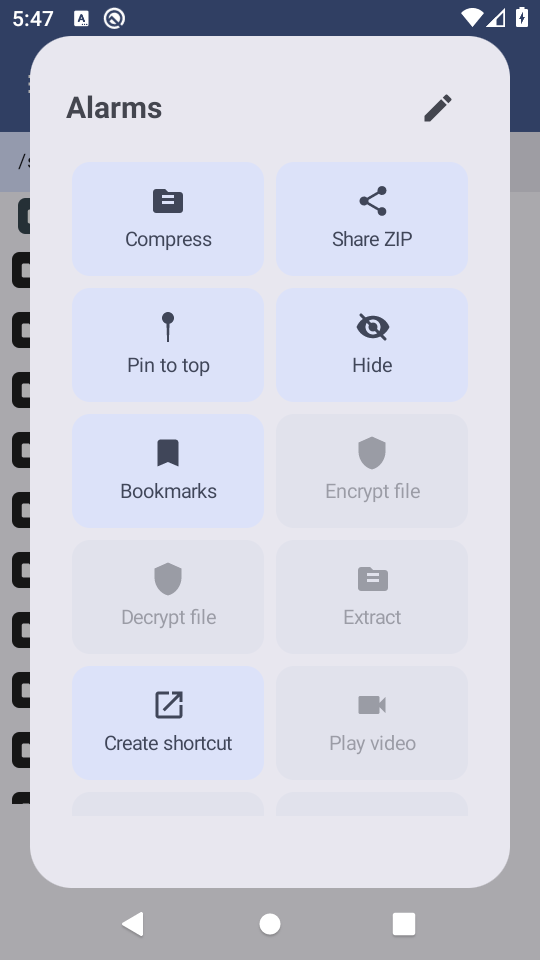 5:47
Alarms
Compress
Share ZIP
Pin to top
Hide
Bookmarks
Encrypt file
Decrypt file
Extract
Create shortcut
Play video